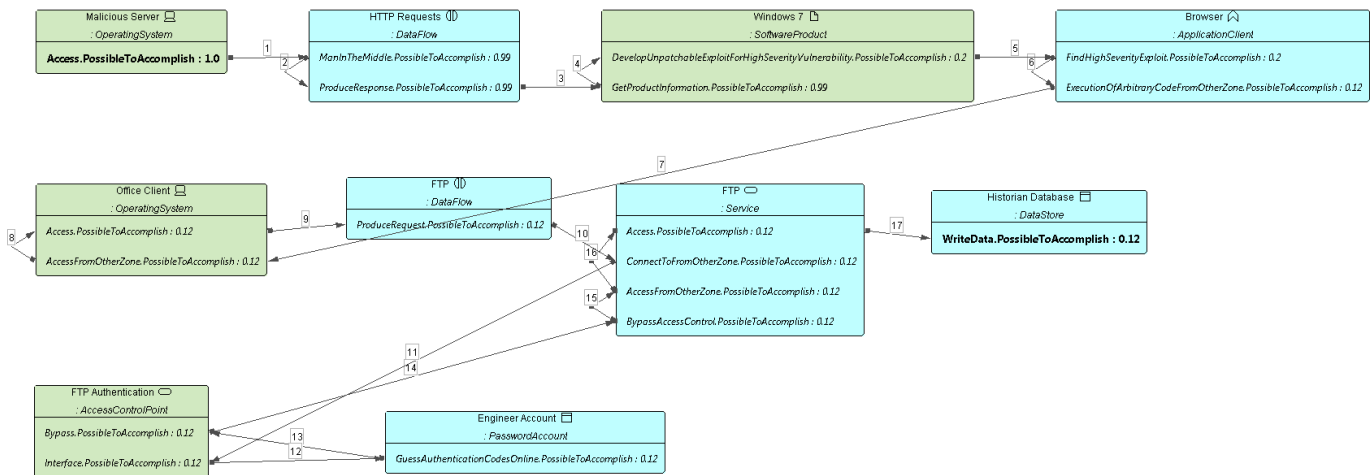 Malicious Server
: OperatingSystem
Access.PossibleToAccomplish : 1.0
1
2
HTTP Requests
: DataFlow
ManInTheMiddle.PossibleToAccomplish : 0.99
ProduceResponse.PossibleToAccomplish : 0.99
3
4
Windows 7
: SoftwareProduct
DevelopUnpatchableExploitForHighSeverityVulnerability.PossibleToAccomplish : 0.2
GetProductInformation.PossibleToAccomplish : 0.99
5
6
Browser
: ApplicationClient
FindHighSeverityExploit.PossibleToAccomplish : 0.2
ExecutionOfArbitraryCodeFromOtherZone.PossibleToAccomplish : 0.12
7
8
Office Client
: OperatingSystem
Access.PossibleToAccomplish : 0.12
AccessFromOtherZone.PossibleToAccomplish : 0.12
9
FTP
: DataFlow
ProduceRequest.PossibleToAccomplish : 0.12
10
16
15
FTP
: Service
Access.PossibleToAccomplish : 0.12
ConnectToFromOtherZone.PossibleToAccomplish : 0.12
AccessFromOtherZone.PossibleToAccomplish : 0.12
BypassAccessControl.PossibleToAccomplish : 0.12
17
Historian Database
: DataStore
WriteData.PossibleToAccomplish : 0.12
11
14
FTP Authentication
: AccessControlPoint
Bypass.PossibleToAccomplish : 0.12
Interface.PossibleToAccomplish : 0.12
13
12
Engineer Account
: PasswordAccount
GuessAuthenticationCodesOnline.PossibleToAccomplish : 0.12